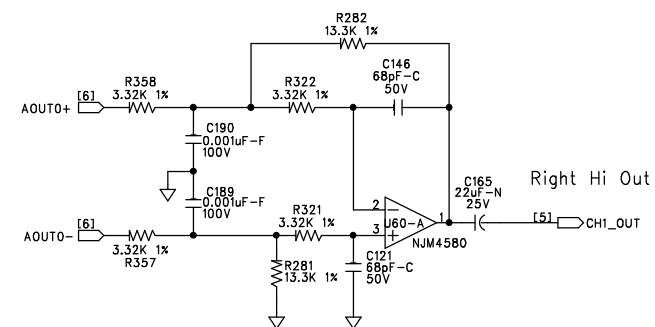 R282
13.3K 1%
C146
68pF-C
50V
R358
3.32K 1%
R322
3.32K 1%
[6]
AOUT0+
C190
0.001uF-F
100V
C189
0.001uF-F
100V
C165
22uF-N
25V
Right Hi Out
[6]
AOUT0-
3.32K 1%
R357
R321
3.32K 1%
2
3
1
U60-A
NJM4580
[5]
CH1_OUT
R281
13.3K 1%
C121
68pF-C
50V